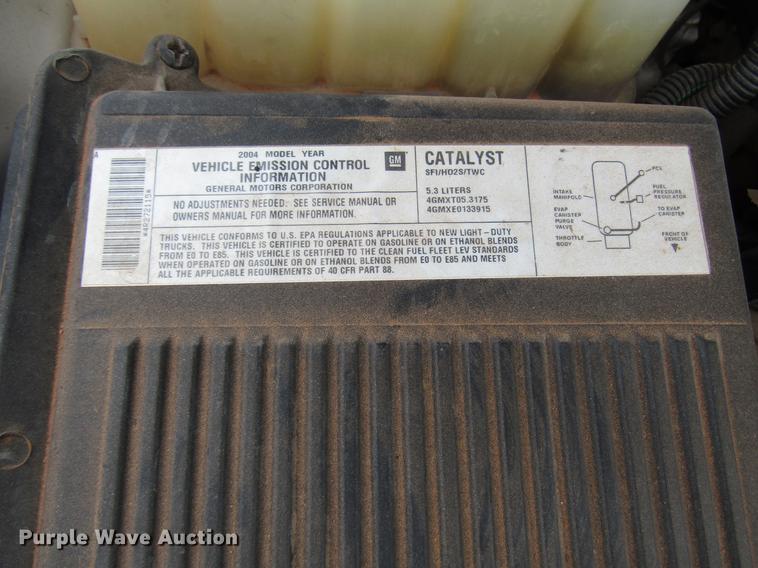 A
*4R278115*
2004 MODEL YEAR
VEHICLE EMISSION CONTROL
INFORMATION
GENERAL MOTORS CORPORATION
GM
NO ADJUSTMENTS NEEDED: SEE SERVICE MANUAL OR
OWNERS MANUAL FOR MORE INFORMATION.
CATALYST
SFI/HO2S/TWC
5.3 LITERS
4GMXT05.3175
4GMXE0133915
THIS VEHICLE CONFORMS TO U.S. EPA REGULATIONS APPLICABLE TO NEW LIGHT-DUTY
TRUCKS. THIS VEHICLE IS CERTIFIED TO OPERATE ON GASOLINE OR ON ETHANOL BLENDS
FROM E0 TO E85. THIS VEHICLE IS CERTIFIED TO THE CLEAN FUEL FLEET LEV STANDARDS
WHEN OPERATED ON GASOLINE OR ON ETHANOL BLENDS FROM E0 TO E85 AND MEETS
ALL THE APPLICABLE REQUIREMENTS OF 40 CFR PART 88.
PCV
INTAKE
MANIFOLD
FUEL
PRESSURE
REGULATOR
EVAP
CANISTER
PURGE
VALVE
TO EVAP
CANISTER
THROTTLE
BODY
FRONT OF
VEHICLE
Purple Wave Auction